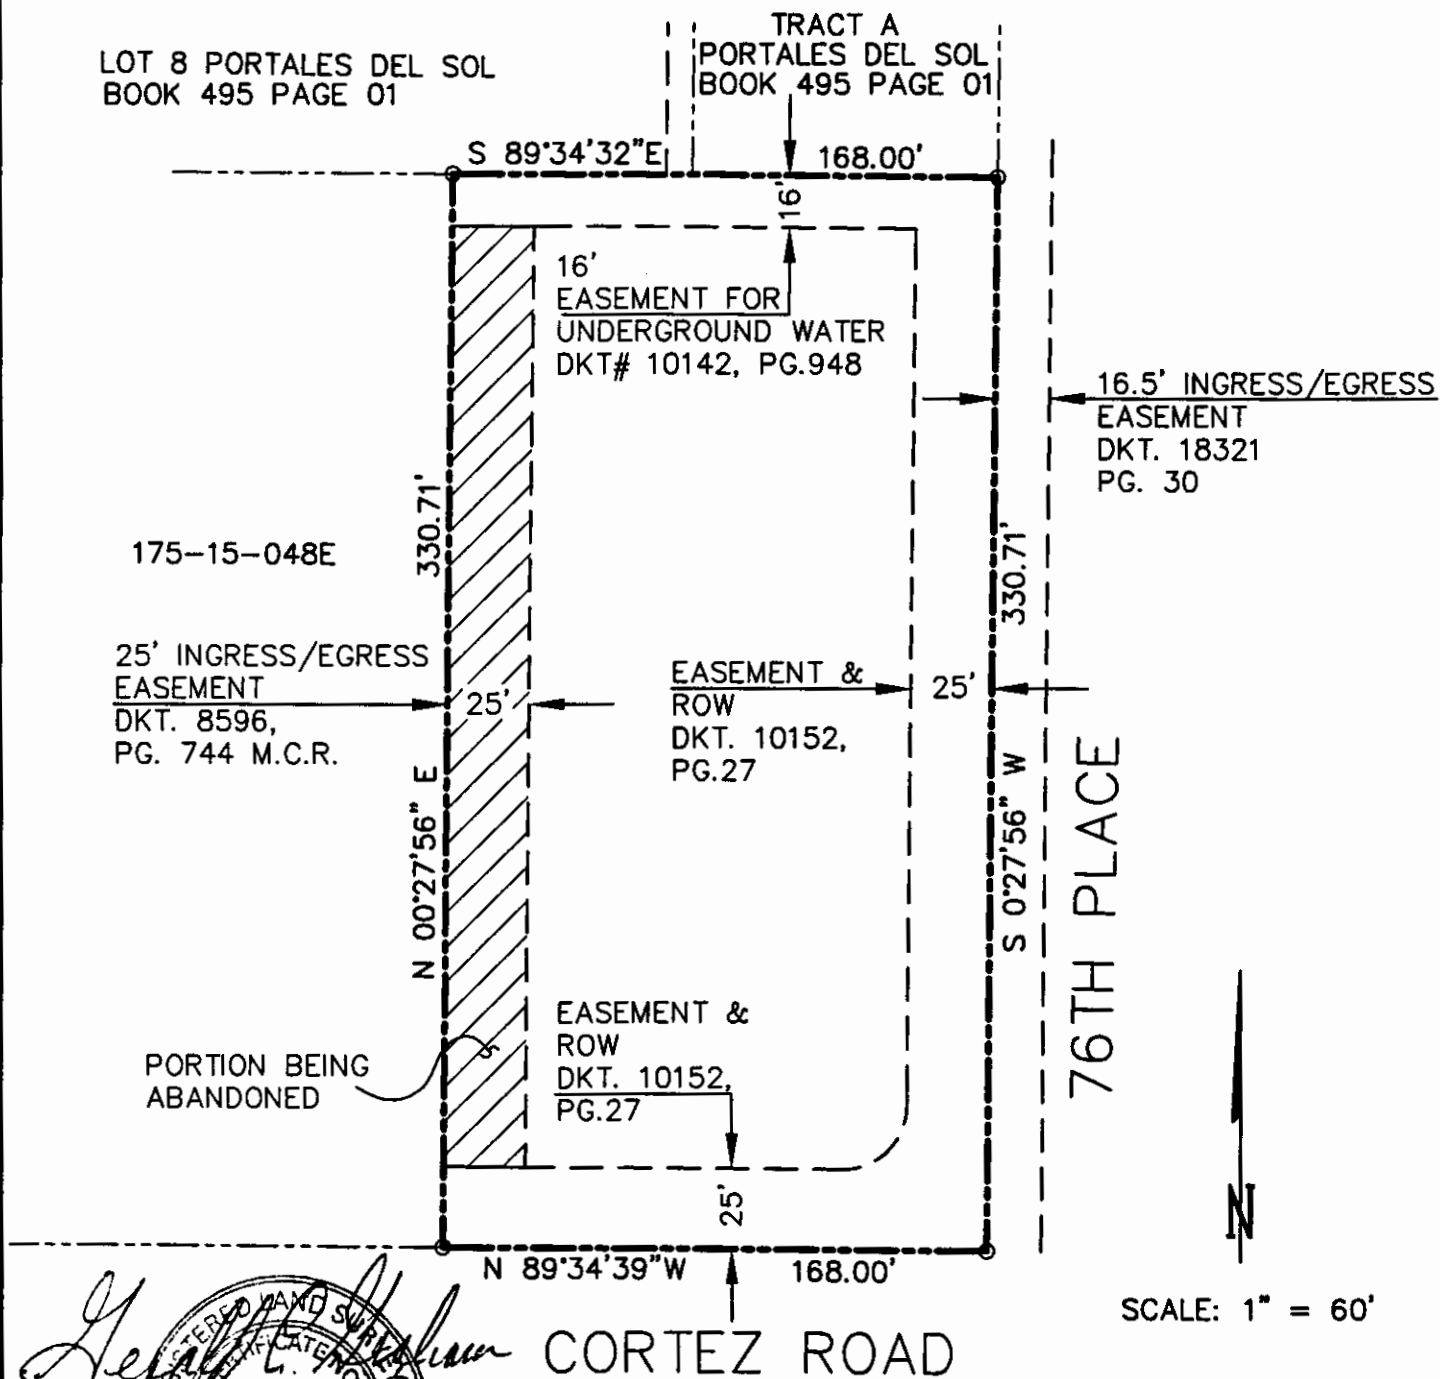 TRACT A
PORTALES DEL SOL
BOOK 495 PAGE 01
LOT 8 PORTALES DEL SOL
BOOK 495 PAGE 01
S 89°34'32"E
168.00'
16'
16'
EASEMENT FOR
UNDERGROUND WATER
DKT# 10142, PG.948
16.5' INGRESS/EGRESS
EASEMENT
DKT. 18321
PG. 30
330.71'
330.71'
175-15-048E
25' INGRESS/EGRESS
EASEMENT
DKT. 8596,
PG. 744 M.C.R.
25'
EASEMENT &
ROW
DKT. 10152,
PG.27
25'
N 00°27'56" E
S 0°27'56" W
76TH PLACE
EASEMENT &
ROW
DKT. 10152,
PG.27
PORTION BEING
ABANDONED
25'
N
N 89°34'39"W
168.00'
SCALE: 1" = 60'
CORTEZ ROAD
LAND
CERTIFICATE NO